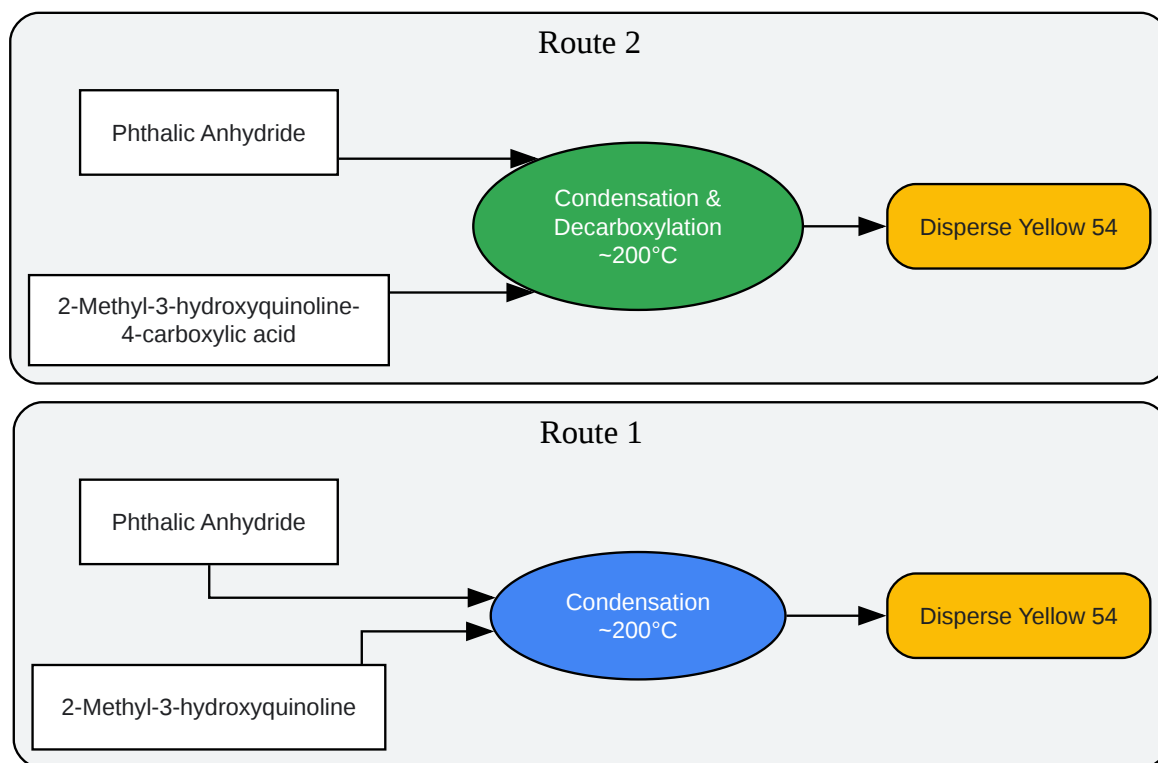 Route 2
Phthalic Anhydride
2-Methyl-3-hydroxyquinoline-
4-carboxylic acid
Condensation &
Decarboxylation
~200°C
Disperse Yellow 54
Route 1
Phthalic Anhydride
2-Methyl-3-hydroxyquinoline
Condensation
~200°C
Disperse Yellow 54